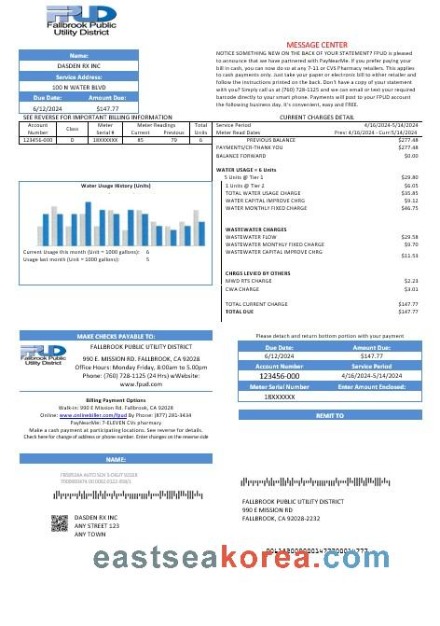 FPUD
Fallbrook Public
Utility District
Name:
DASDEN RX INC
Service Address:
100 N WATER BLVD
Due Date: Amount Due:
6/12/2024 $147.77
MESSAGE CENTER
NOTICE SOMETHING NEW ON THE BACK OF YOUR STATEMENT? FPUD is pleased
to announce that we have partnered with PayNearMe. If you prefer paying your
bill in cash, you can now do so at any 7-11 or CVS Pharmacy retailers. This applies
to cash payments only. Just take your paper or electronic bill to either retailer and
follow the instructions printed on the back. Don't have a copy of your statement
with you? Simply call us at (760) 728-1125 and we can email or text your required
barcode directly to your smart phone. Payments will post to your FPUD account
the following business day. It's convenient, easy and FREE.
SEE REVERSE FOR IMPORTANT BILLING INFORMATION
Account Number Class Meter Serial # Meter Readings Current Previous Total Units
123456-000 D 18XXXXXX 85 79 6
Water Usage History (Units)
Current Usage this month (Unit = 1000 gallons): 6
Usage last month (Unit = 1000 gallons): 5
CURRENT CHARGES DETAIL
Service Period 4/16/2024-5/14/2024
Meter Read Dates Prev: 4/16/2024 - Curr:5/14/2024
PREVIOUS BALANCE $277.48
PAYMENTS/CR-THANK YOU $277.48
BALANCE FORWARD $0.00
WATER USAGE = 6 Units
5 Units @ Tier 1 $29.80
1 Units @ Tier 2 $6.05
TOTAL WATER USAGE CHARGE $35.85
WATER CAPITAL IMPROVE CHRG $3.12
WATER MONTHLY FIXED CHARGE $46.75
WASTEWATER CHARGES
WASTEWATER FLOW $29.58
WASTEWATER MONTHLY FIXED CHARGE $3.70
WASTEWATER CAPITAL IMPROVE CHRG $11.53
CHRGS LEVIED BY OTHERS
MWD RTS CHARGE $2.23
CWA CHARGE $3.01
TOTAL CURRENT CHARGE $147.77
TOTAL DUE $147.77
MAKE CHECKS PAYABLE TO:
FPUD
Fallbrook Public
Utility District
FALLBROOK PUBLIC UTILITY DISTRICT
990 E. MISSION RD. FALLBROOK, CA 92028
Office Hours: Monday Friday, 8:00am to 5:00pm
Phone: (760) 728-1125 (24 Hrs) wWebsite:
www.fpud.com
Billing Payment Options
Walk-in: 990 E Mission Rd, Fallbrook, CA 92028
Online: www.onlinebiller.com/fpud By Phone: (877) 281-3434
PayNearMe: 7-ELEVEN CVs pharmacy
Make a cash payment at participating locations. See reverse for details.
Check here for change of address or phone number. Enter changes on the reverse side
Please detach and return bottom portion with your payment
Due Date: Amount Due:
6/12/2024 $147.77
Account Number Service Period
123456-000 4/16/2024-5/14/2024
Meter Serial Number Enter Amount Enclosed:
18XXXXXX
REMIT TO
NAME:
DASDEN RX INC
ANY STREET 123
ANY TOWN
FALLBROOK PUBLIC UTILITY DISTRICT
990 E MISSION RD
FALLBROOK, CA 92028-2232
eastseakorea.com